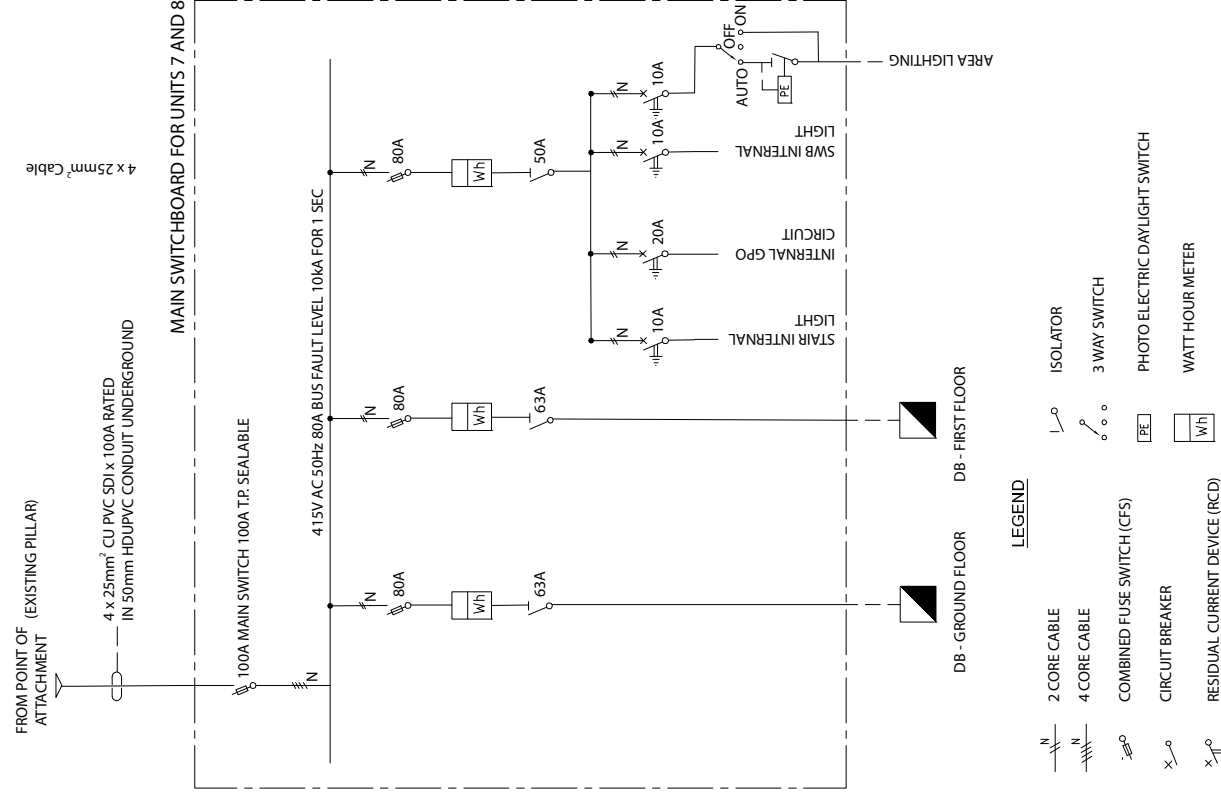 FROM POINT OF
ATTACHMENT
(EXISTING PILLAR)
4 x 25mm² CU PVC SDI x 100A RATED
IN 50mm HDUPVC CONDUIT UNDERGROUND
4 x 25mm² Cable
MAIN SWITCHBOARD FOR UNITS 7 AND 8
100A MAIN SWITCH 100A T.P. SEALABLE
N
415V AC 50Hz 80A BUS FAULT LEVEL 10kA FOR 1 SEC
N
80A
Wh
63A
N
80A
Wh
63A
N
80A
Wh
50A
N
10A
STAIR INTERNAL
LIGHT
N
20A
INTERNAL GPO
CIRCUIT
N
10A
SWB INTERNAL
LIGHT
N
10A
AUTO
OFF
ON
PE
AREA LIGHTING
DB - GROUND FLOOR
DB - FIRST FLOOR
LEGEND
N
2 CORE CABLE
N
4 CORE CABLE
COMBINED FUSE SWITCH (CFS)
CIRCUIT BREAKER
RESIDUAL CURRENT DEVICE (RCD)
ISOLATOR
3 WAY SWITCH
PE
PHOTO ELECTRIC DAYLIGHT SWITCH
Wh
WATT HOUR METER